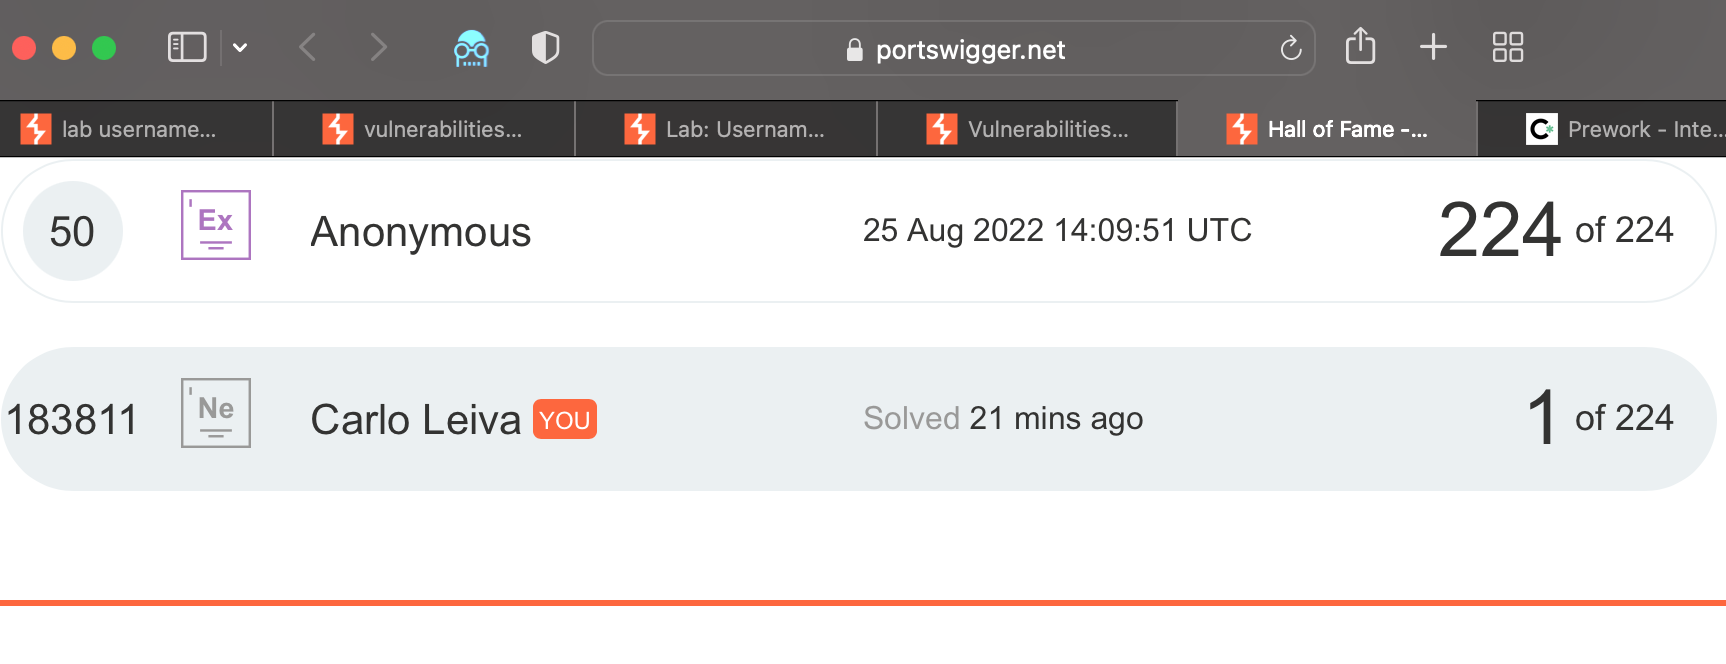 portswigger.net
lab username...
vulnerabilities...
Lab: Usernam...
Vulnerabilities...
Hall of Fame -...
C*
Prework - Inte...
50
Ex
Anonymous
25 Aug 2022 14:09:51 UTC
224 of 224
183811
Ne
Carlo Leiva YOU
Solved 21 mins ago
1 of 224